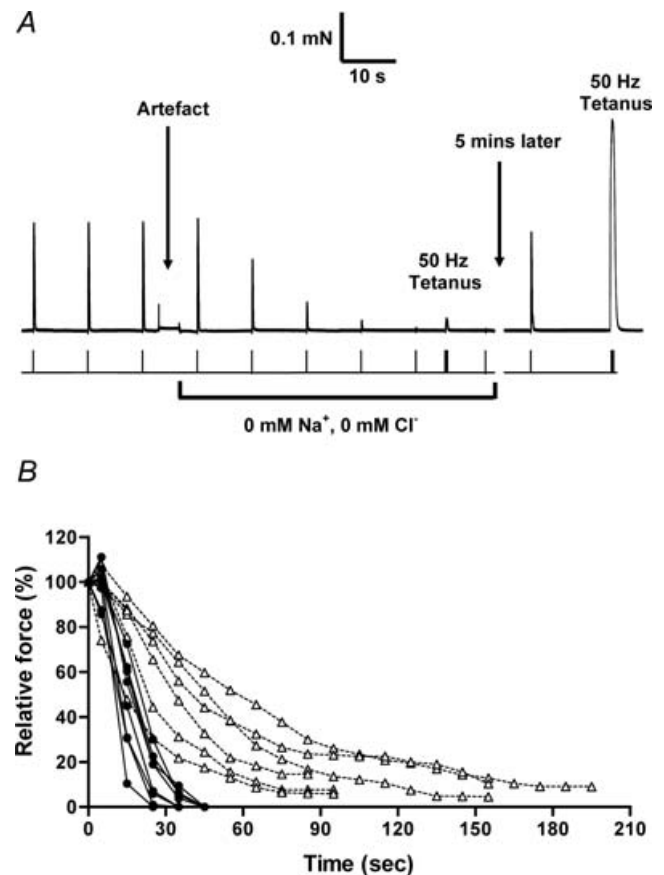 A
0.1 mN
10 s
50 Hz
Tetanus
Artefact
5 mins later
50 Hz
Tetanus
0 mM Na⁺, 0 mM Cl⁻
B
120
100
80
60
40
20
0
Relative force (%)
0 30 60 90 120 150 180 210
Time (sec)